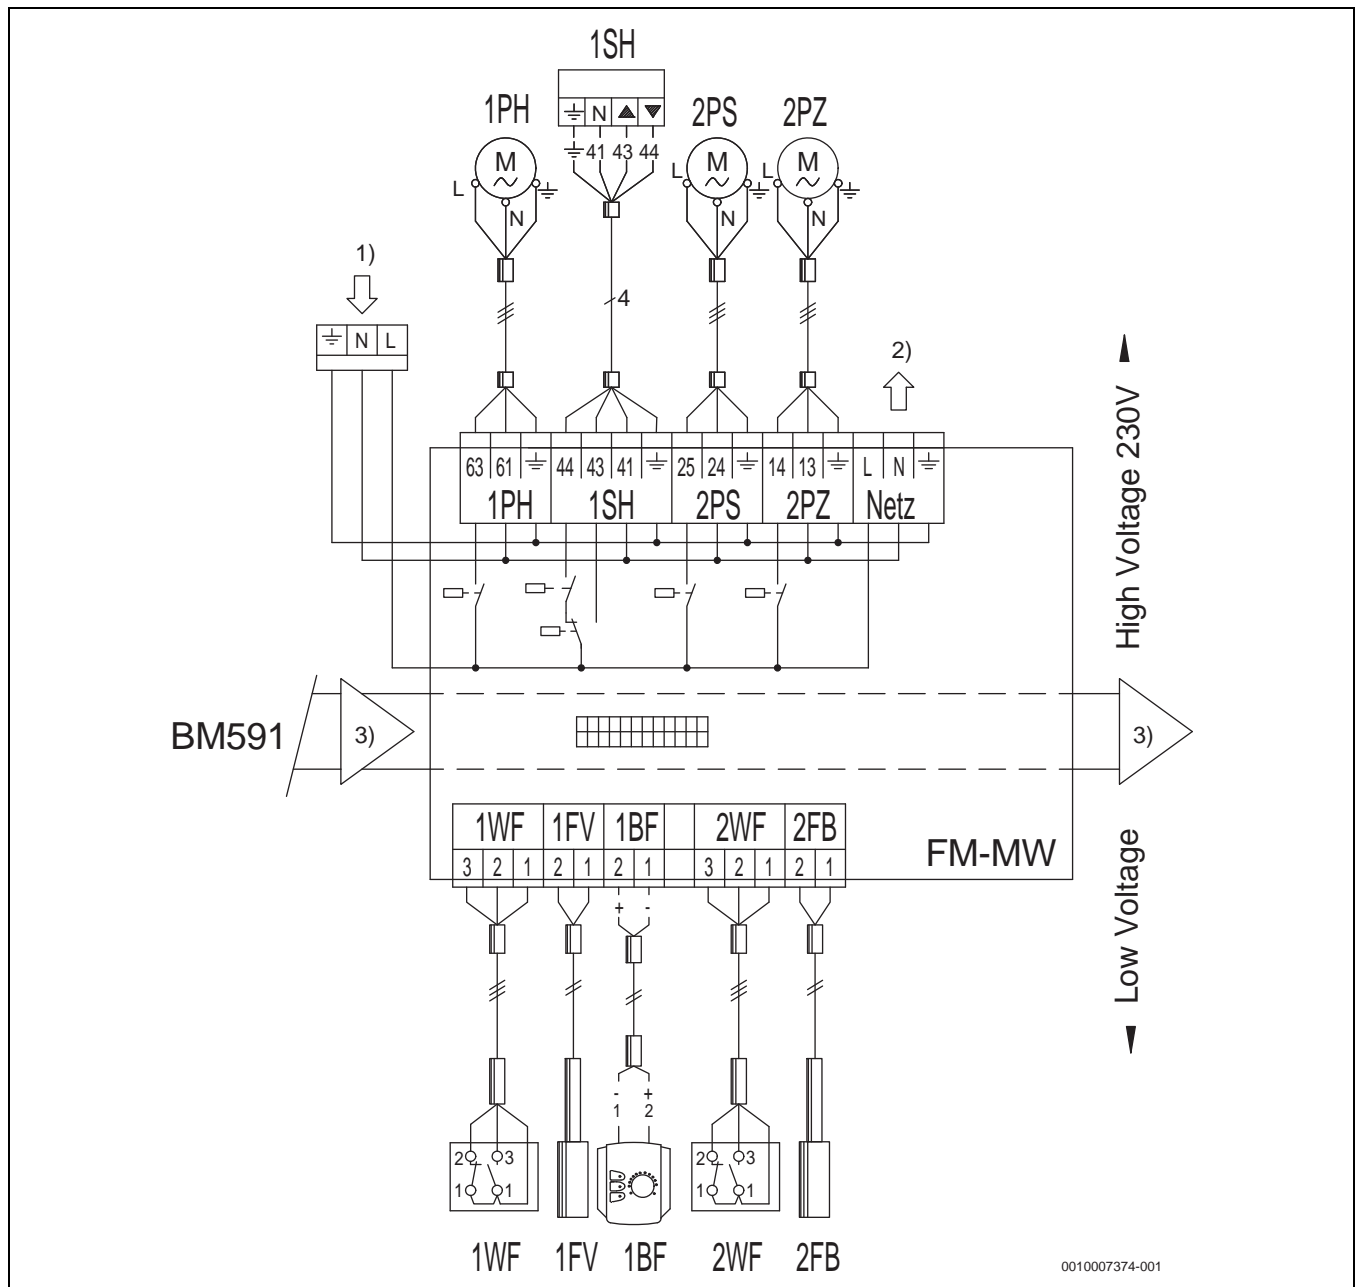 1SH
1PH
N
2PS
2PZ
41 43 44
M
M
M
L
L
L
N
N
N
1)
4
N L
2)
63 61 44 43 41 25 24 14 13 L N
1PH 1SH 2PS 2PZ Netz
High Voltage 230V
BM591
3)
3)
1WF 1FV 1BF 2WF 2FB
3 2 1 2 1 2 1 3 2 1 2 1
FM-MW
Low Voltage
+ -
- +
1 2
2 3
1 1
2 3
1 1
1WF 1FV 1BF 2WF 2FB
0010007374-001